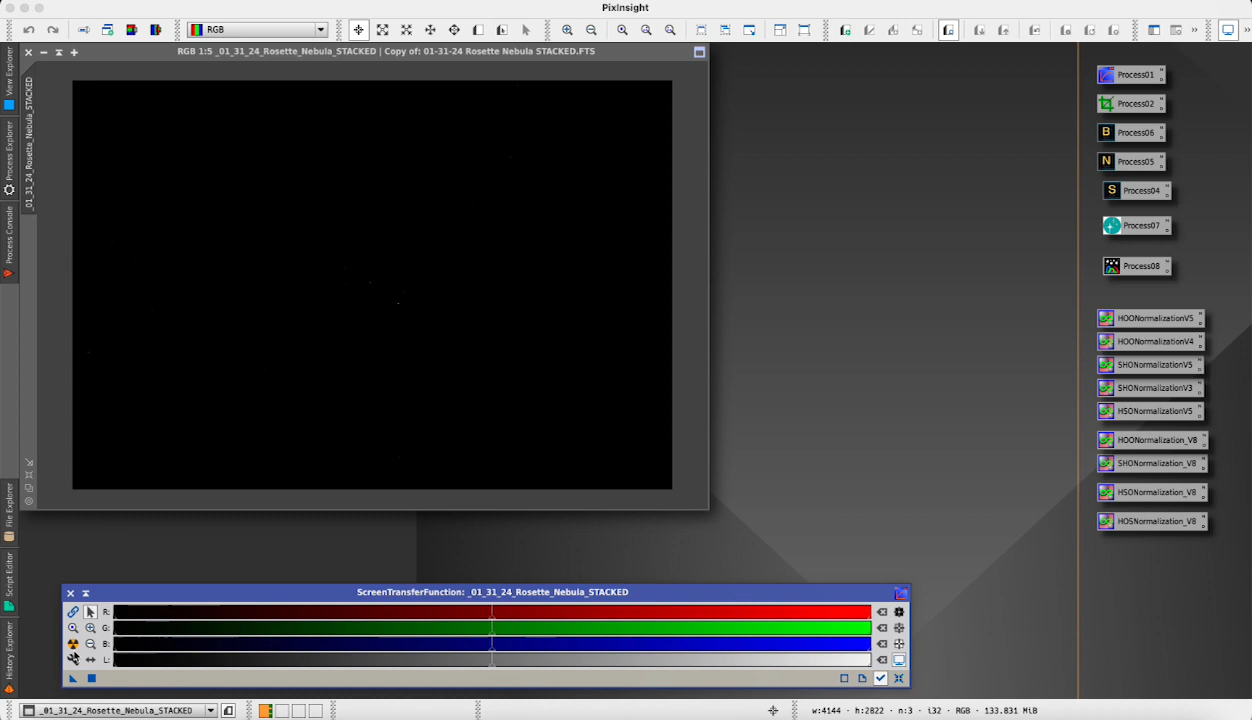 PixInsight
RGB
RGB 1:5 _01_31_24_Rosette_Nebula_STACKED | Copy of: 01-31-24 Rosette Nebula STACKED.FTS
View Explorer
Process Explorer
Process Console
File Explorer
Script Editor
History Explorer
_01_31_24_Rosette_Nebula_STACKED
Process01
Process02
B Process06
N Process05
S Process04
Process07
Process08
HOONormalizationV5
HOONormalizationV4
SHONormalizationV5
SHONormalizationV3
HSONormalizationV5
HOONormalization_V8
SHONormalization_V8
HSONormalization_V8
HOSNormalization_V8
ScreenTransferFunction: _01_31_24_Rosette_Nebula_STACKED
R:
G:
B:
L:
_01_31_24_Rosette_Nebula_STACKED
w:4144 · h:2822 · n:3 · i32 · RGB · 133.831 MiB